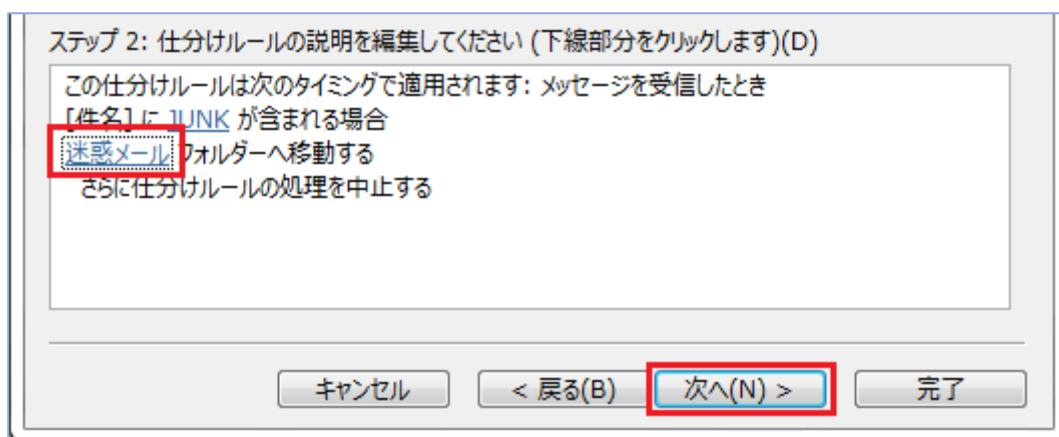 ステップ 2: 仕分けルールの説明を編集してください (下線部分をクリックします)(D)
この仕分けルールは次のタイミングで適用されます: メッセージを受信したとき
[件名] に JUNK が含まれる場合
迷惑メール フォルダーへ移動する
さらに仕分けルールの処理を中止する
キャンセル < 戻る(B) 次へ(N) > 完了